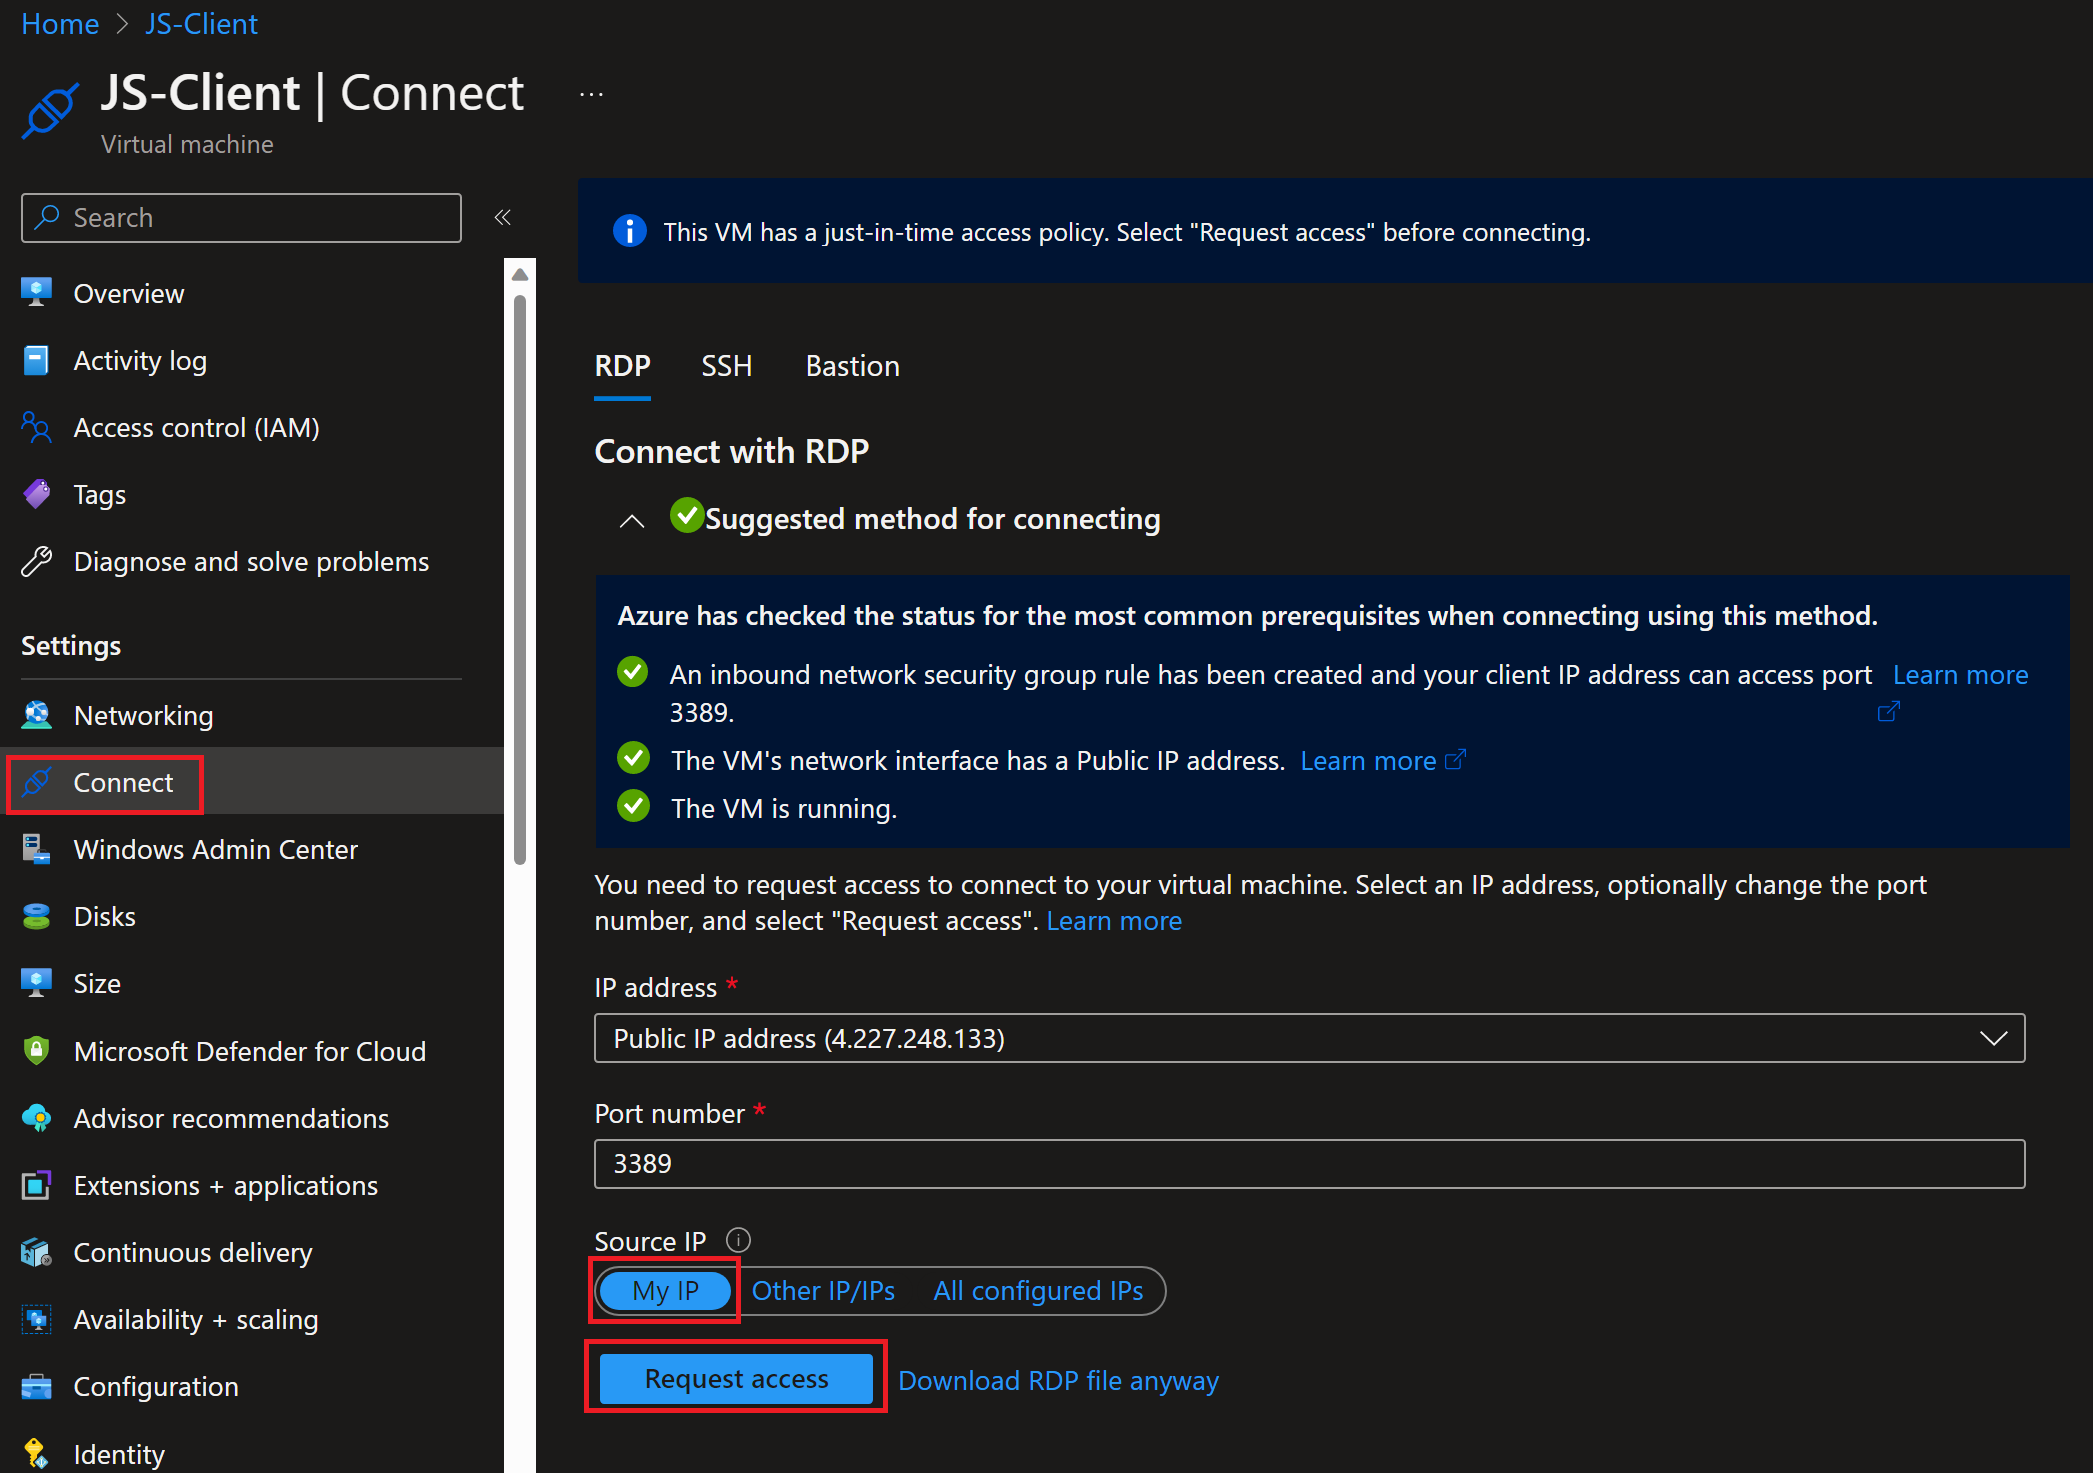 Home > JS-Client
JS-Client | Connect ...
Virtual machine
Search
«
Overview
Activity log
Access control (IAM)
Tags
Diagnose and solve problems
Settings
Networking
Connect
Windows Admin Center
Disks
Size
Microsoft Defender for Cloud
Advisor recommendations
Extensions + applications
Continuous delivery
Availability + scaling
Configuration
Identity
This VM has a just-in-time access policy. Select "Request access" before connecting.
RDP SSH Bastion
Connect with RDP
Suggested method for connecting
Azure has checked the status for the most common prerequisites when connecting using this method.
An inbound network security group rule has been created and your client IP address can access port Learn more
3389.
The VM's network interface has a Public IP address. Learn more
The VM is running.
You need to request access to connect to your virtual machine. Select an IP address, optionally change the port
number, and select "Request access". Learn more
IP address *
Public IP address (4.227.248.133)
Port number *
3389
Source IP
My IP Other IP/IPs All configured IPs
Request access Download RDP file anyway